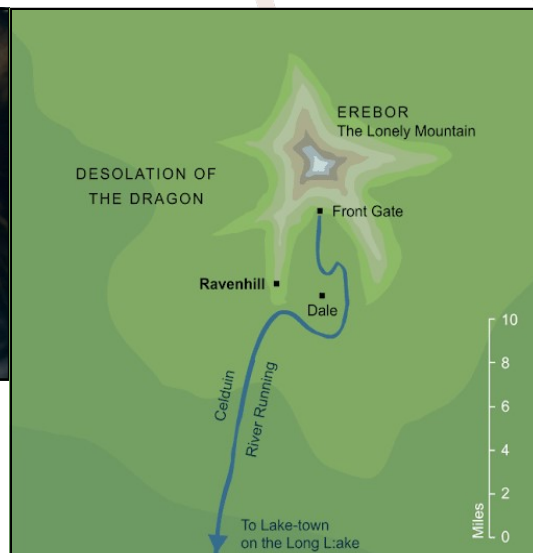 EREBOR
The Lonely Mountain
DESOLATION OF
THE DRAGON
Front Gate
Ravenhill
Dale
Celduin
River Running
10
8
6
4
2
0
Miles
To Lake-town
on the Long L:ake